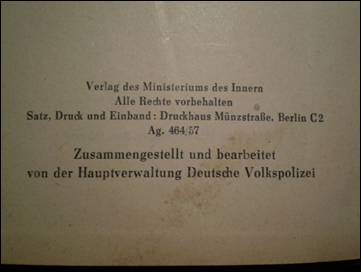 Verlag des Ministeriums des Innern
Alle Rechte vorbehalten
Satz, Druck und Einband: Druckhaus Münzstraße, Berlin C2
Ag. 464/57
Zusammengestellt und bearbeitet
von der Hauptverwaltung Deutsche Volkspolizei